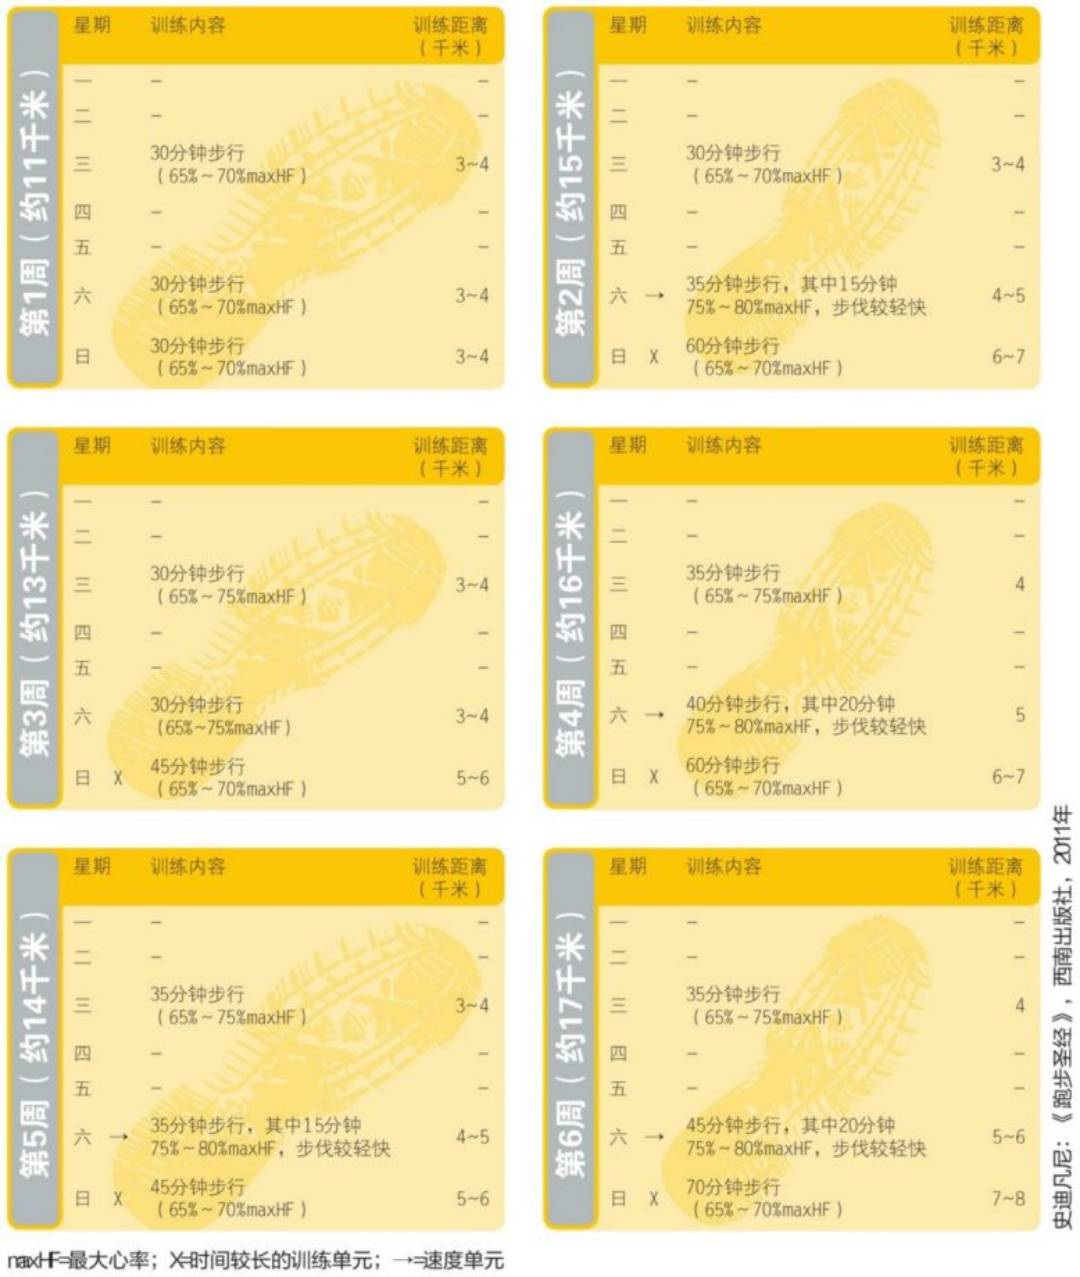 第1周（约11千米）
星期 训练内容 训练距离
（千米）
一 － －
二 － －
三 30分钟步行 3~4
（65%~70%maxHF）
四 － －
五 － －
六 30分钟步行 3~4
（65%~70%maxHF）
日 30分钟步行 3~4
（65%~70%maxHF）
第2周（约15千米）
星期 训练内容 训练距离
（千米）
一 － －
二 － －
三 30分钟步行 3~4
（65%~70%maxHF）
四 － －
五 － －
六 → 35分钟步行，其中15分钟 4~5
75%~80%maxHF，步伐较轻快
日 X 60分钟步行 6~7
（65%~70%maxHF）
第3周（约13千米）
星期 训练内容 训练距离
（千米）
一 － －
二 － －
三 30分钟步行 3~4
（65%~75%maxHF）
四 － －
五 － －
六 30分钟步行 3~4
（65%~75%maxHF）
日 X 45分钟步行 5~6
（65%~70%maxHF）
第4周（约16千米）
星期 训练内容 训练距离
（千米）
一 － －
二 － －
三 35分钟步行 4
（65%~75%maxHF）
四 － －
五 － －
六 → 40分钟步行，其中20分钟 5
75%~80%maxHF，步伐较轻快
日 X 60分钟步行 6~7
（65%~70%maxHF）
第5周（约14千米）
星期 训练内容 训练距离
（千米）
一 － －
二 － －
三 35分钟步行 3~4
（65%~75%maxHF）
四 － －
五 － －
六 → 35分钟步行，其中15分钟 4~5
75%~80%maxHF，步伐较轻快
日 X 45分钟步行 5~6
（65%~70%maxHF）
第6周（约17千米）
星期 训练内容 训练距离
（千米）
一 － －
二 － －
三 35分钟步行 4
（65%~75%maxHF）
四 － －
五 － －
六 → 45分钟步行，其中20分钟 5~6
75%~80%maxHF，步伐较轻快
日 X 70分钟步行 7~8
（65%~70%maxHF）
maxHF=最大心率；X=时间较长的训练单元；→=速度单元
史迪凡尼：《跑步圣经》，西南出版社，2011年